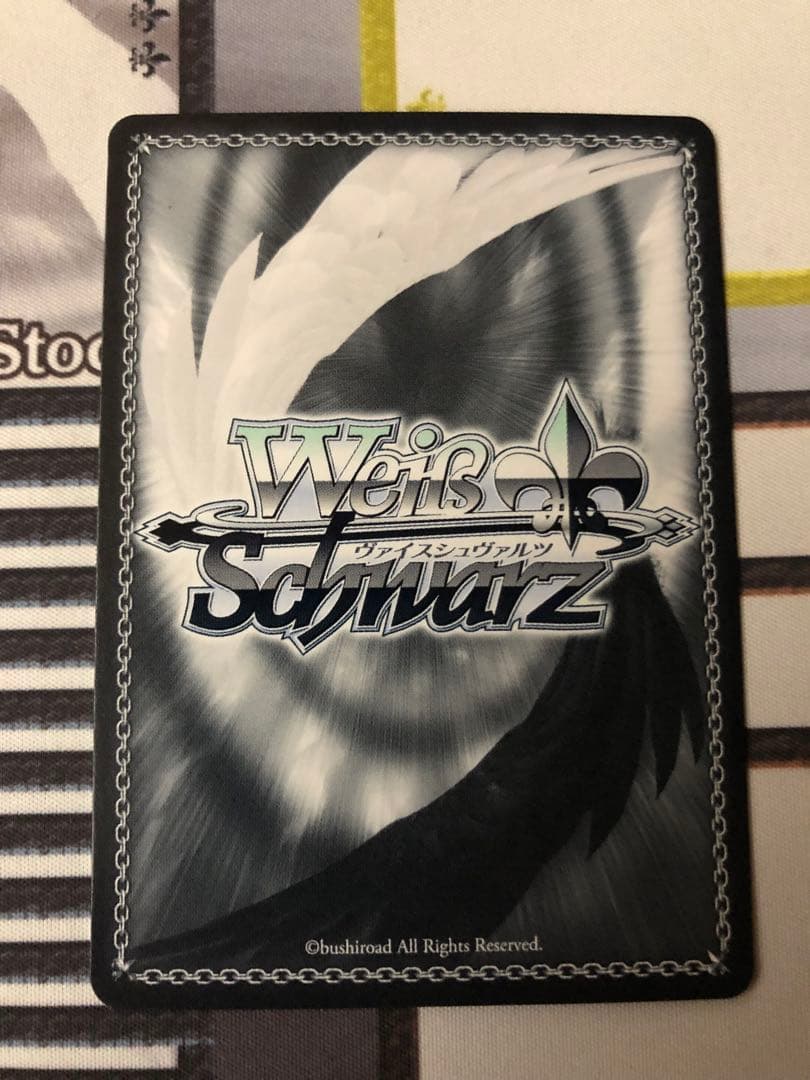 Stoc
Weiß
ヴァイスシュヴァルツ
Schwarz
©bushiroad All Rights Reserved.